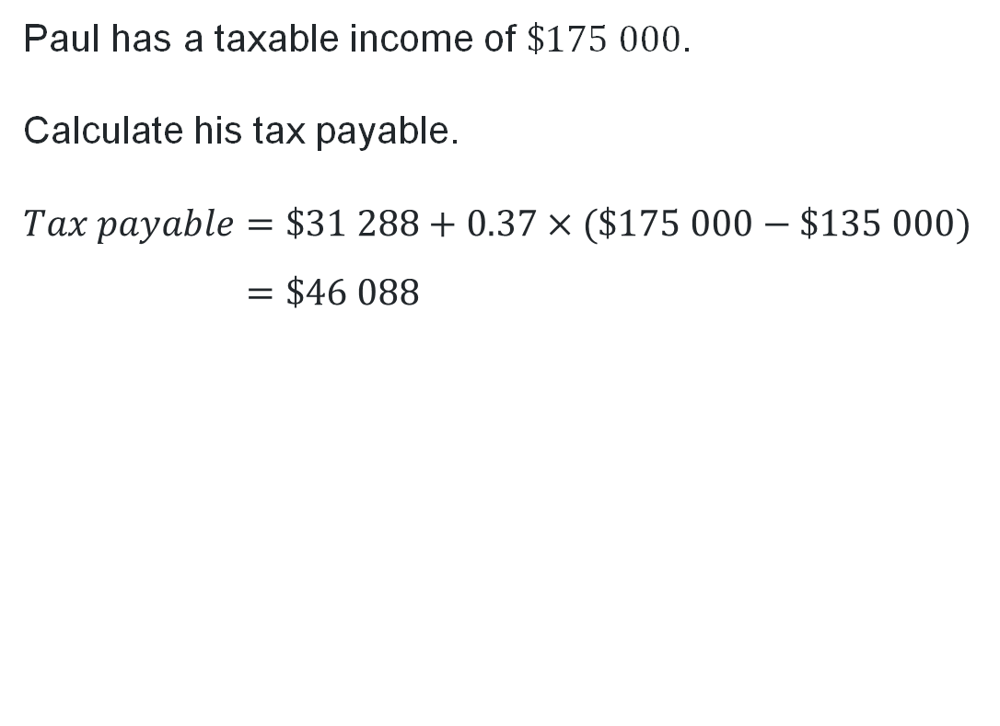 Paul has a taxable income of $175 000.
Calculate his tax payable.
Tax payable = $31 288 + 0.37 × ($175 000 − $135 000)
= $46 088